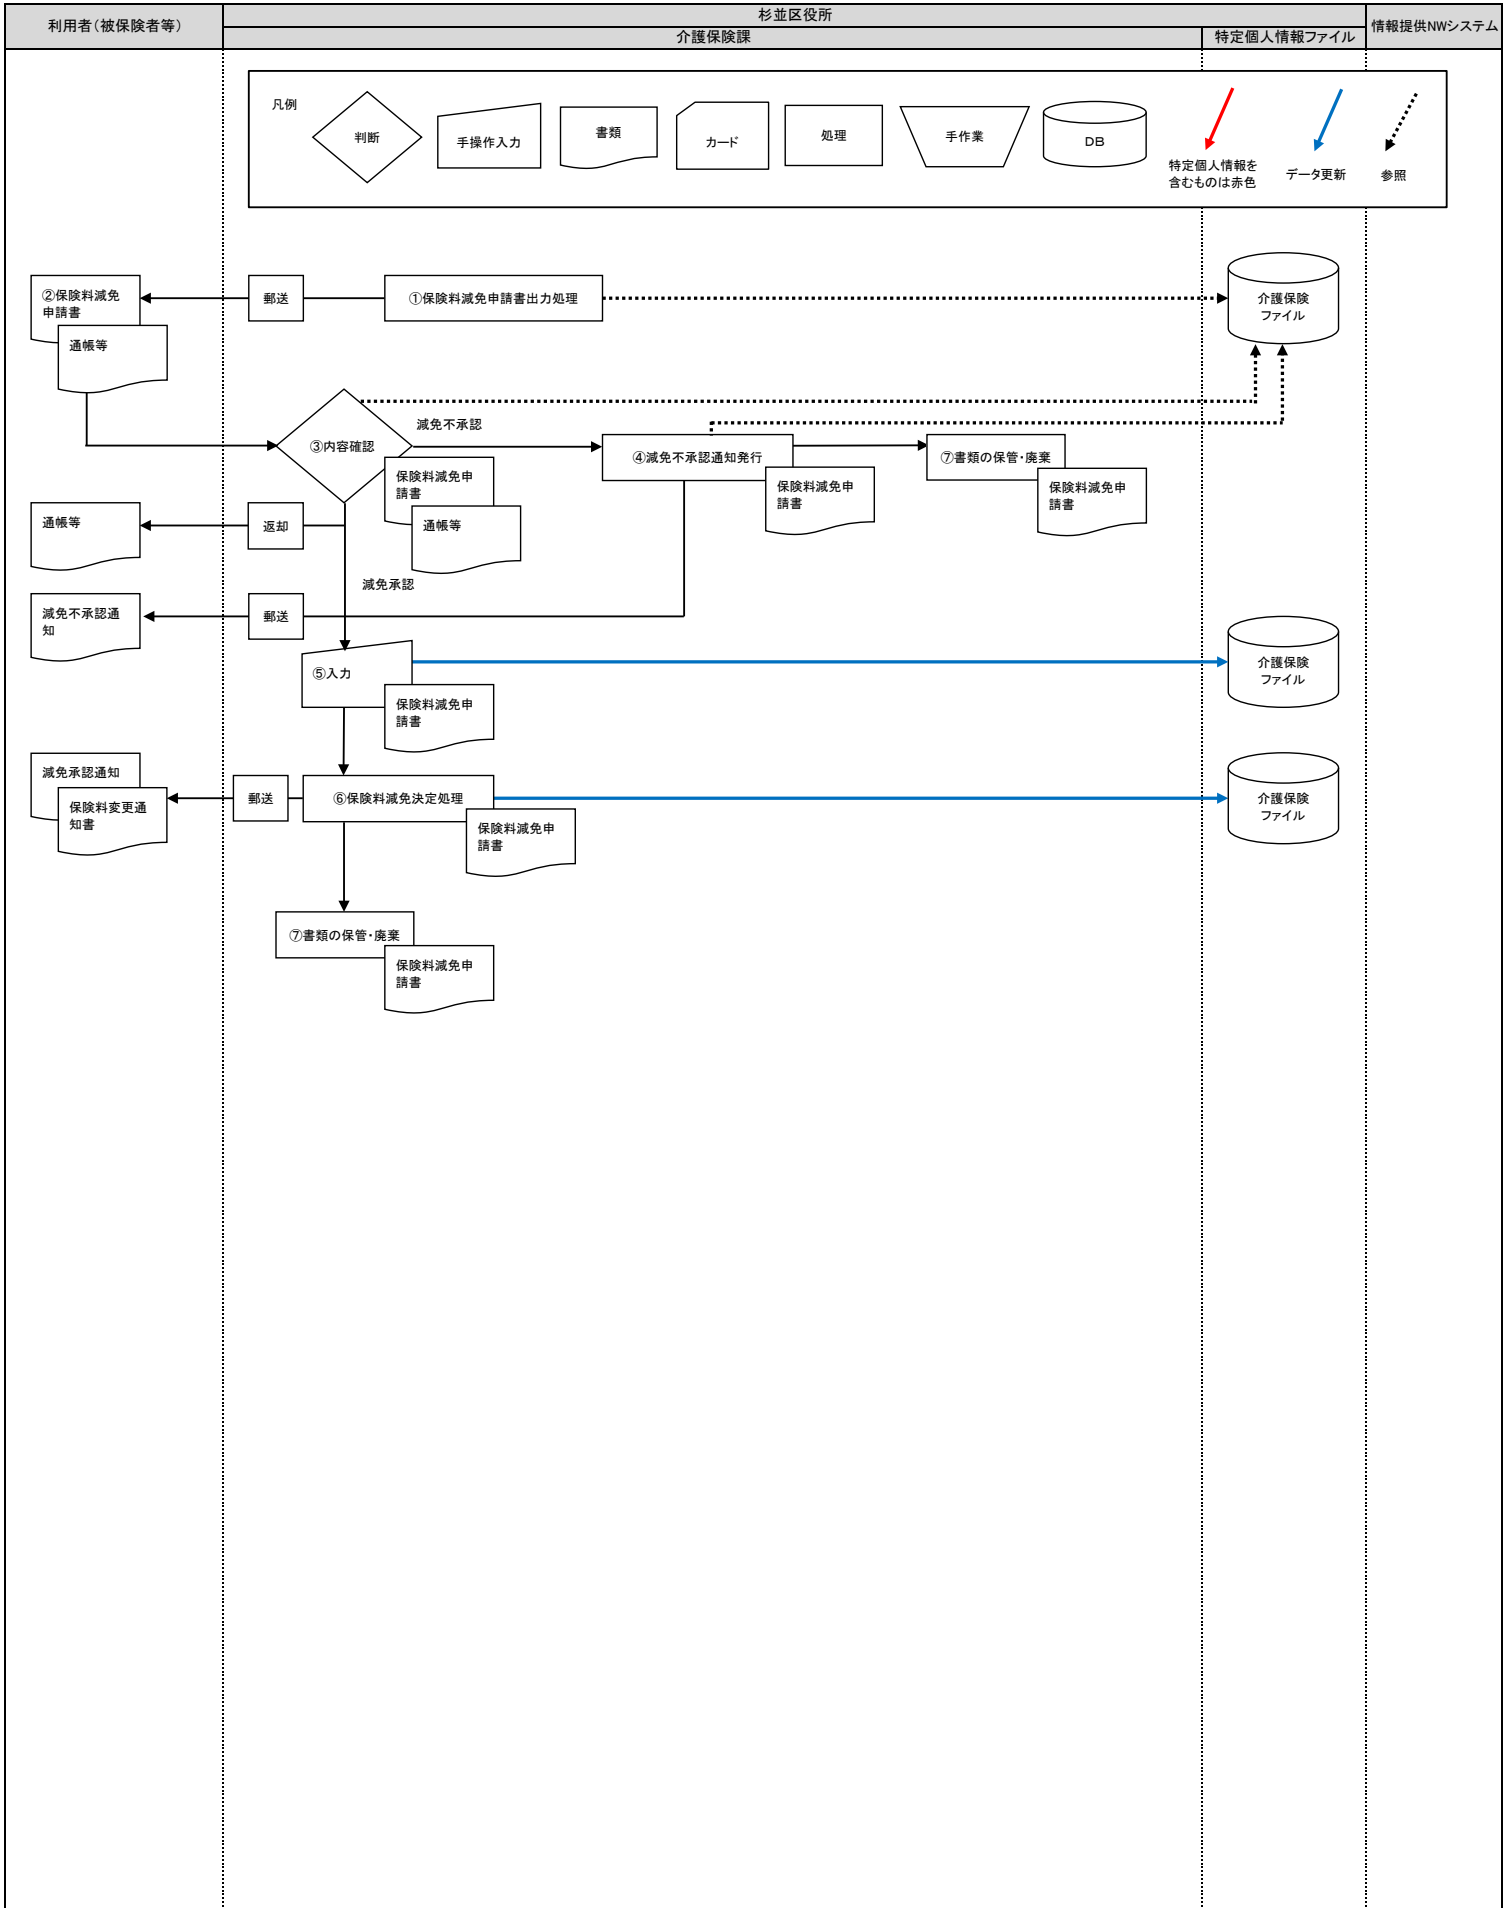 利用者（被保険者等）
杉並区役所
介護保険課
特定個人情報ファイル
情報提供NWシステム
凡例
判断
手操作入力
書類
カード
処理
手作業
DB
特定個人情報を
含むものは赤色
データ更新
参照
②保険料減免
申請書
通帳等
郵送
①保険料減免申請書出力処理
介護保険
ファイル
③内容確認
減免不承認
保険料減免申
請書
通帳等
④減免不承認通知発行
保険料減免申
請書
⑦書類の保管・廃棄
保険料減免申
請書
通帳等
返却
減免承認
減免不承認通
知
郵送
⑤入力
保険料減免申
請書
介護保険
ファイル
減免承認通知
保険料変更通
知書
郵送
⑥保険料減免決定処理
保険料減免申
請書
介護保険
ファイル
⑦書類の保管・廃棄
保険料減免申
請書